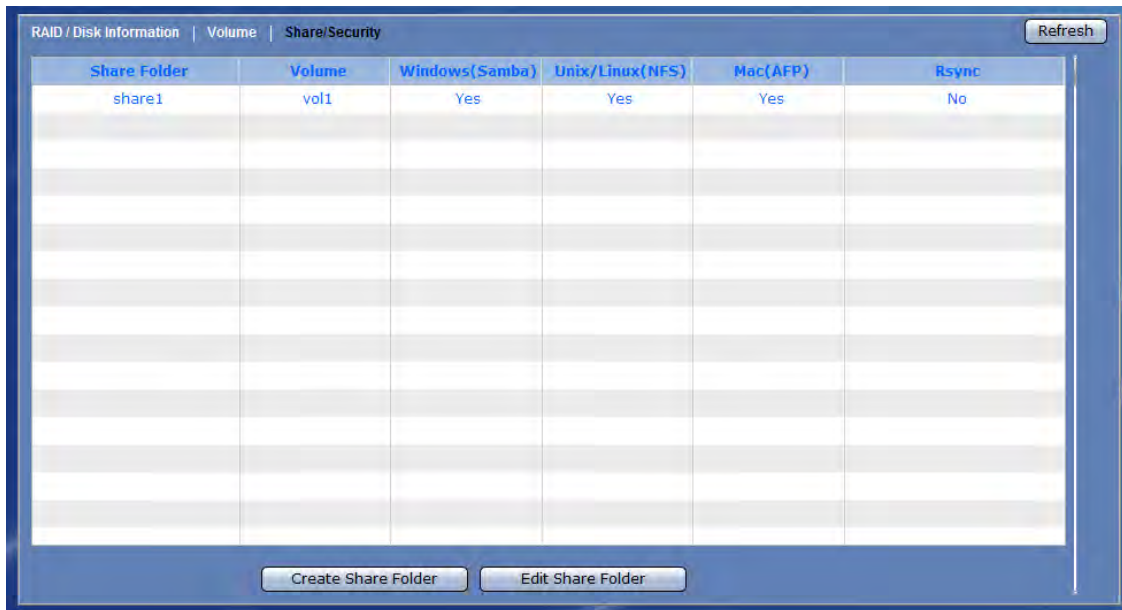 RAID / Disk Information | Volume | Share/Security Refresh
Share Folder Volume Windows(Samba) Unix/Linux(NFS) Mac(AFP) Rsync
share1 vol1 Yes Yes Yes No
Create Share Folder Edit Share Folder